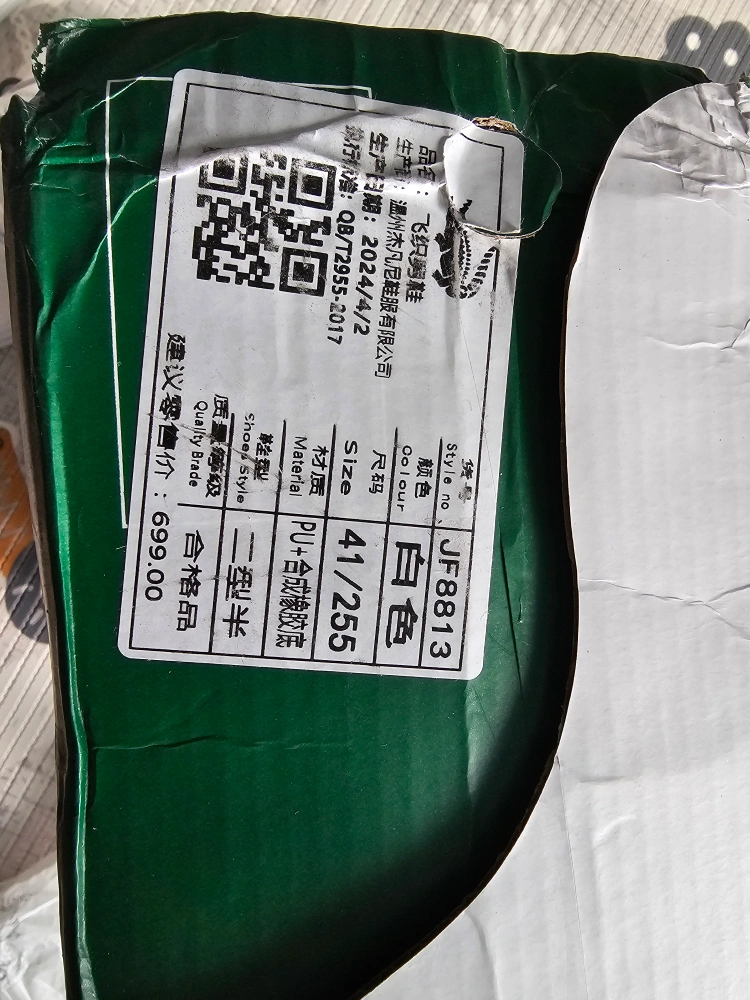 品名: 飞织男鞋
生产商: 温州杰凡尼鞋服有限公司
生产日期: 2024/4/2
执行标准: QB/T2955-2017
货号 JF8813
Style no
颜色 白色
Colour
尺码 41/255
Size
材质 PU+合成橡胶底
Material
鞋型 二型半
shoes Style
质量等级 合格品
Quality Brade
建议零售价: 699.00